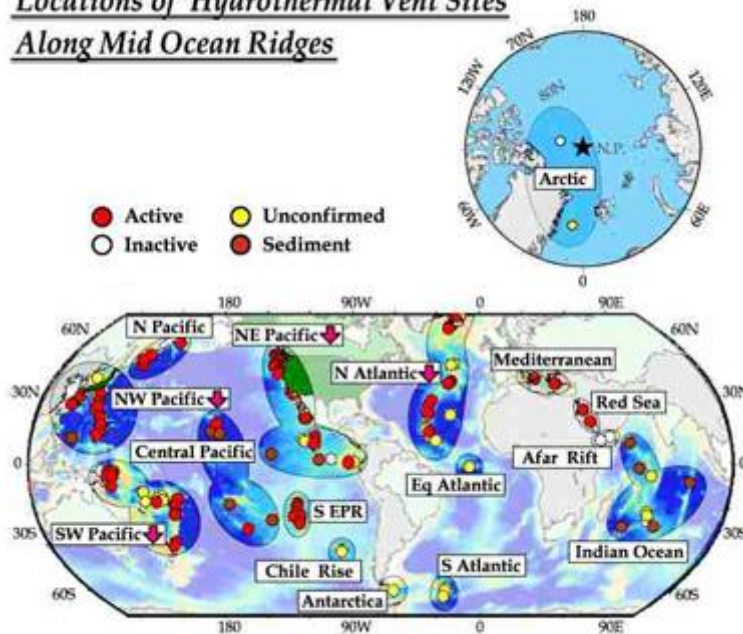 Locations of Hydrothermal Vent Sites
Along Mid Ocean Ridges
180
70N
120W
120E
80N
N.P.
Arctic
60W
60E
0
Active
Unconfirmed
Inactive
Sediment
180
90W
0
90E
60N
60N
N Pacific
NE Pacific
N Atlantic
Mediterranean
30N
30N
NW Pacific
Red Sea
Central Pacific
Afar Rift
0
0
Eq Atlantic
S EPR
30S
30S
SW Pacific
Indian Ocean
Chile Rise
S Atlantic
60S
60S
Antarctica
180
90W
0
90E